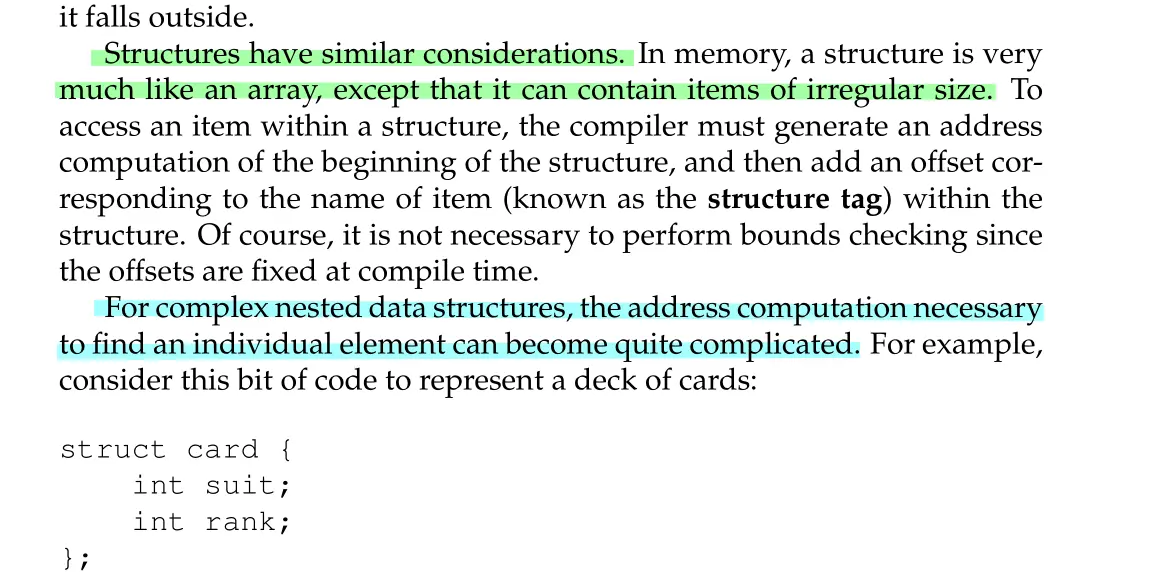 it falls outside.
Structures have similar considerations. In memory, a structure is very
much like an array, except that it can contain items of irregular size. To
access an item within a structure, the compiler must generate an address
computation of the beginning of the structure, and then add an offset cor-
responding to the name of item (known as the structure tag) within the
structure. Of course, it is not necessary to perform bounds checking since
the offsets are fixed at compile time.
For complex nested data structures, the address computation necessary
to find an individual element can become quite complicated. For example,
consider this bit of code to represent a deck of cards:
struct card {
    int suit;
    int rank;
};